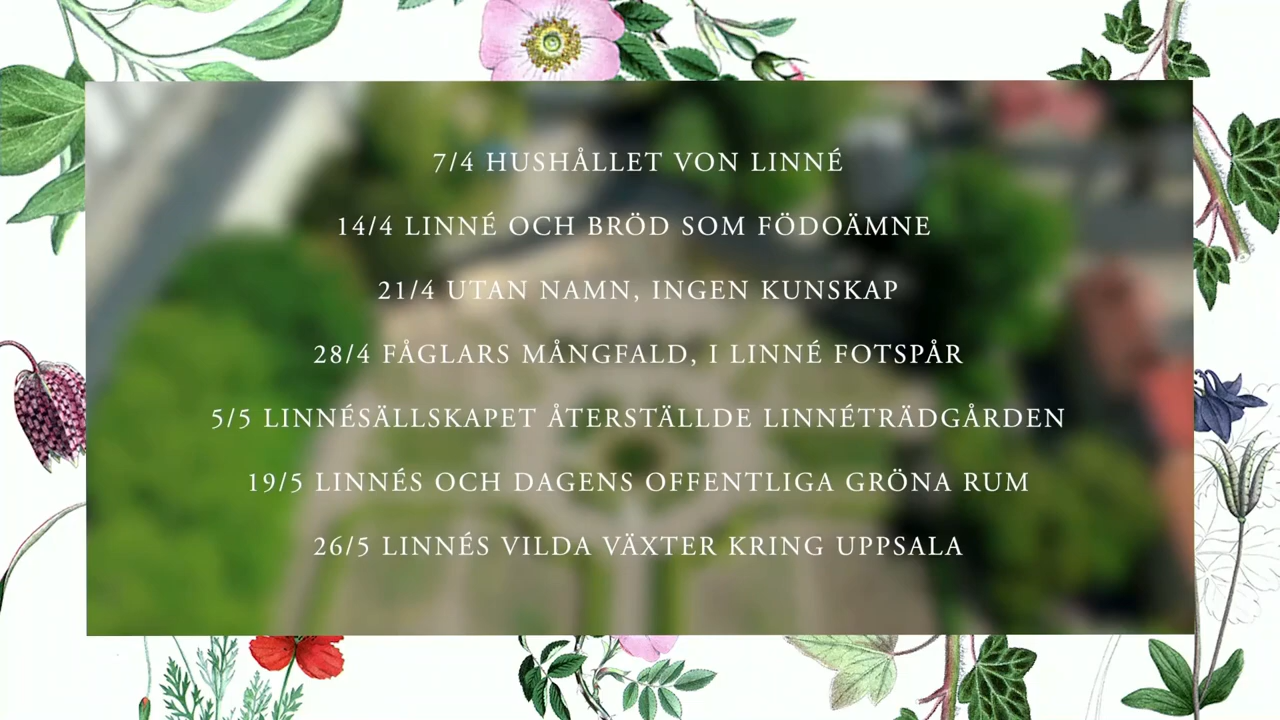 7/4 HUSHÅLLET VON LINNÉ
14/4 LINNÉ OCH BRÖD SOM FÖDOÄMNE
21/4 UTAN NAMN, INGEN KUNSKAP
28/4 FÅGLARS MÅNGFALD, I LINNÉ FOTSPÅR
5/5 LINNÉSÄLLSKAPET ÅTERSTÄLLDE LINNÉTRÄDGÅRDEN
19/5 LINNÉS OCH DAGENS OFFENTLIGA GRÖNA RUM
26/5 LINNÉS VILDA VÄXTER KRING UPPSALA